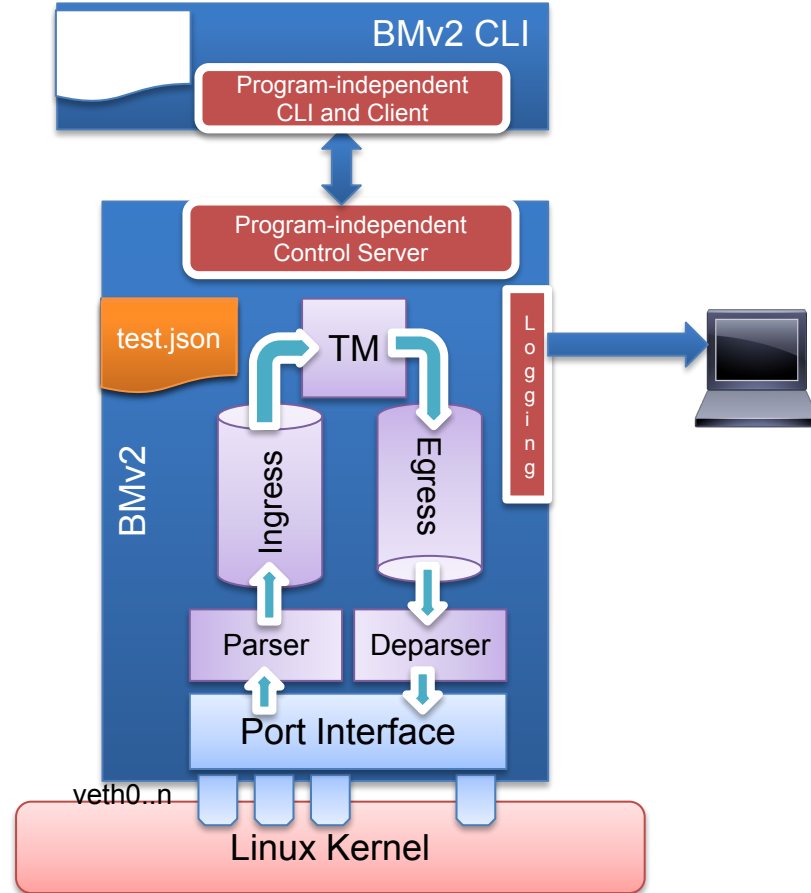 BMv2 CLI
Program-independent
CLI and Client
Program-independent
Control Server
test.json
TM
Logging
BMv2
Ingress
Egress
Parser
Deparser
Port Interface
veth0..n
Linux Kernel